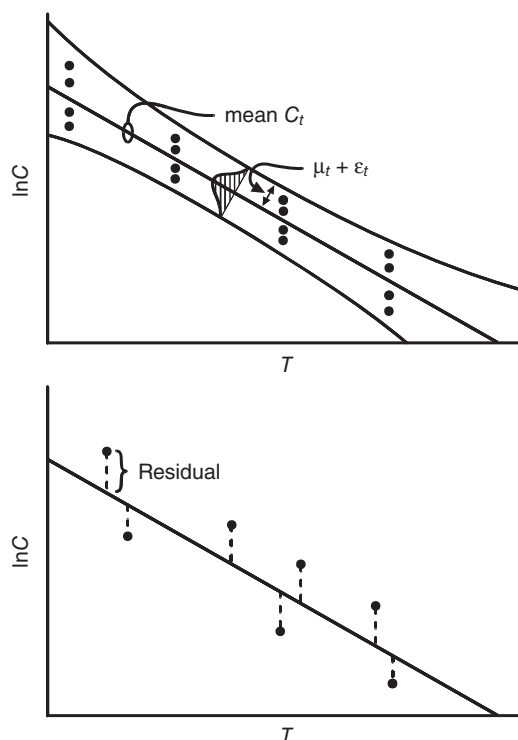 mean Cₜ
μₜ + εₜ
lnC
T
Residual
lnC
T